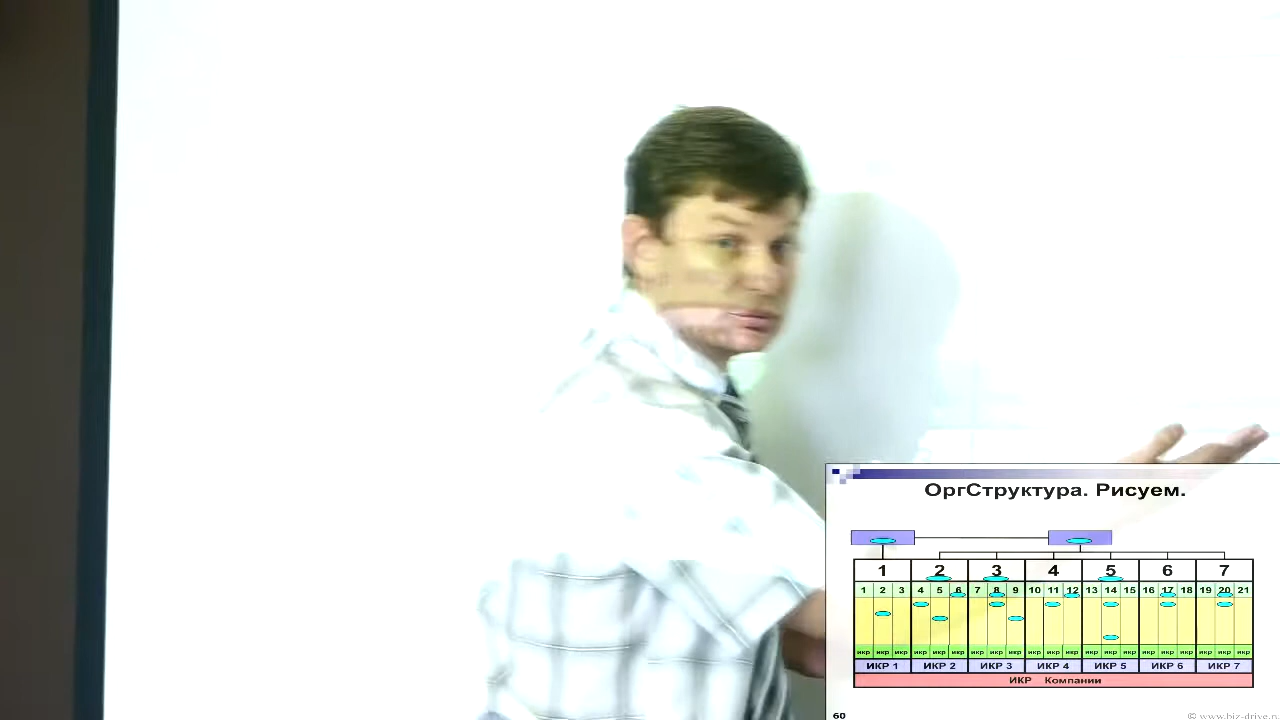 ОргСтруктура. Рисуем.
1 2 3 4 5 6 7
1 2 3 4 5 6 7 8 9 10 11 12 13 14 15 16 17 18 19 20 21
икр икр икр икр икр икр икр икр икр икр икр икр икр икр икр икр икр икр икр икр икр
ИКР 1 ИКР 2 ИКР 3 ИКР 4 ИКР 5 ИКР 6 ИКР 7
ИКР Компании
60
© www.biz-drive.r